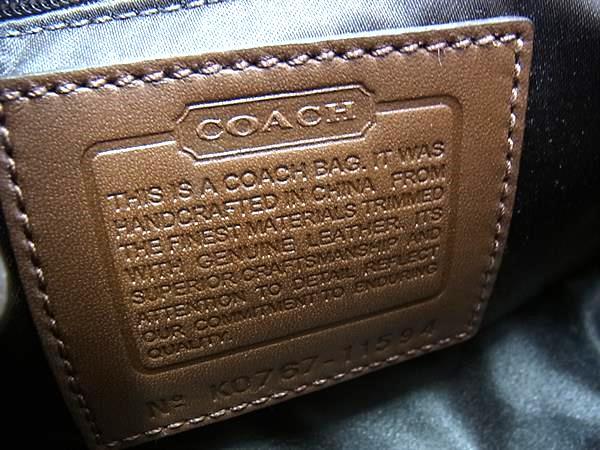 COACH
THIS IS A COACH BAG. IT WAS
HANDCRAFTED IN CHINA FROM
THE FINEST MATERIALS TRIMMED
WITH GENUINE LEATHER. ITS
SUPERIOR CRAFTSMANSHIP AND
ATTENTION TO DETAIL REFLECT
OUR COMMITMENT TO ENDURING
QUALITY.
Nº K0767-11594